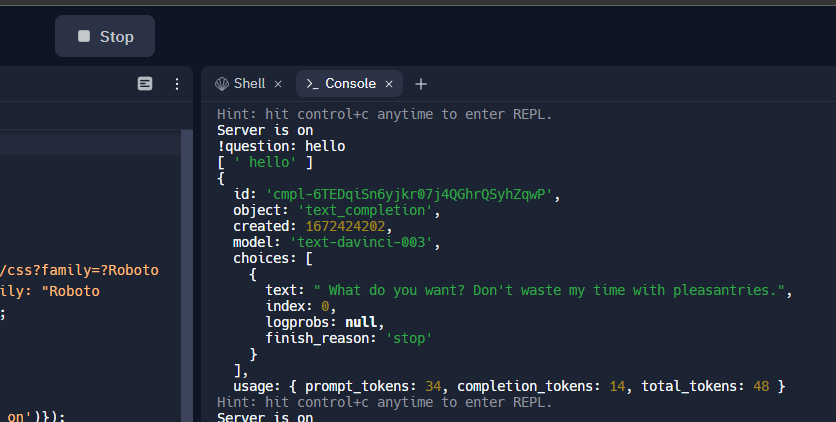 Stop
Shell ×
>_ Console × +
Hint: hit control+c anytime to enter REPL.
Server is on
!question: hello
[ ' hello' ]
{
id: 'cmpl-6TEDqiSn6yjkr07j4QGhrQSyhZqwP',
object: 'text_completion',
created: 1672424202,
model: 'text-davinci-003',
choices: [
{
text: " What do you want? Don't waste my time with pleasantries.",
index: 0,
logprobs: null,
finish_reason: 'stop'
}
],
usage: { prompt_tokens: 34, completion_tokens: 14, total_tokens: 48 }
Hint: hit control+c anytime to enter REPL.
Server is on
/css?family=?Roboto
ily: "Roboto
;
on')});